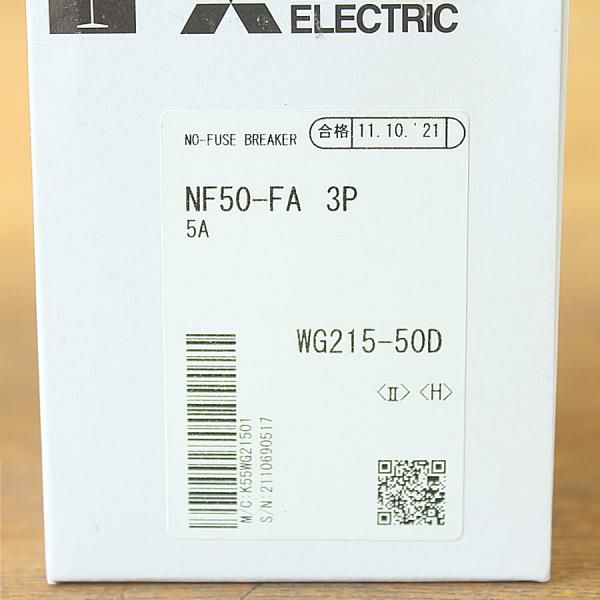 ELECTRIC
NO-FUSE BREAKER 合格 11.10.'21
NF50-FA 3P
5A
WG215-50D
<II> <H>
M/C:K55WG21501
S/N:2110690517